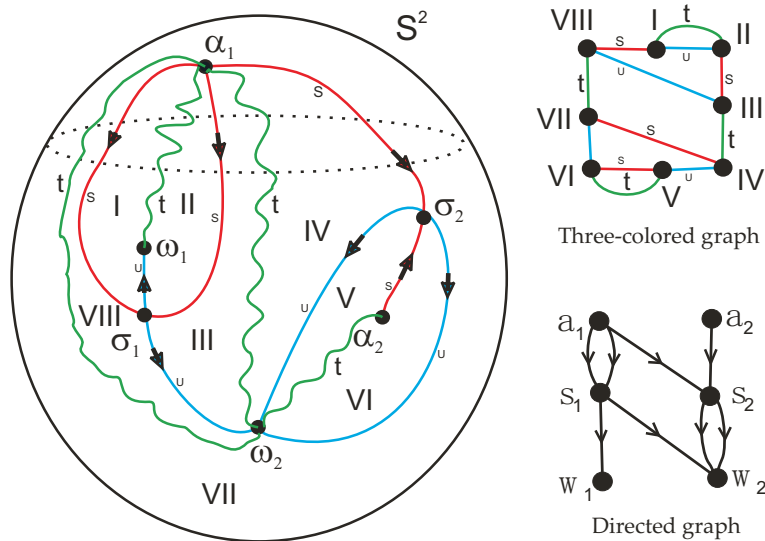 S²
α₁
s
t
s
s
t
t
I
II
s
u
ω₁
VIII
σ₁
III
u
IV
σ₂
V
s
u
α₂
t
u
VI
ω₂
VII
VIII
I
t
II
s
u
t
u
s
VII
III
s
t
VI
s
u
IV
t
V
Three-colored graph
a₁
a₂
S₁
S₂
W₁
W₂
Directed graph